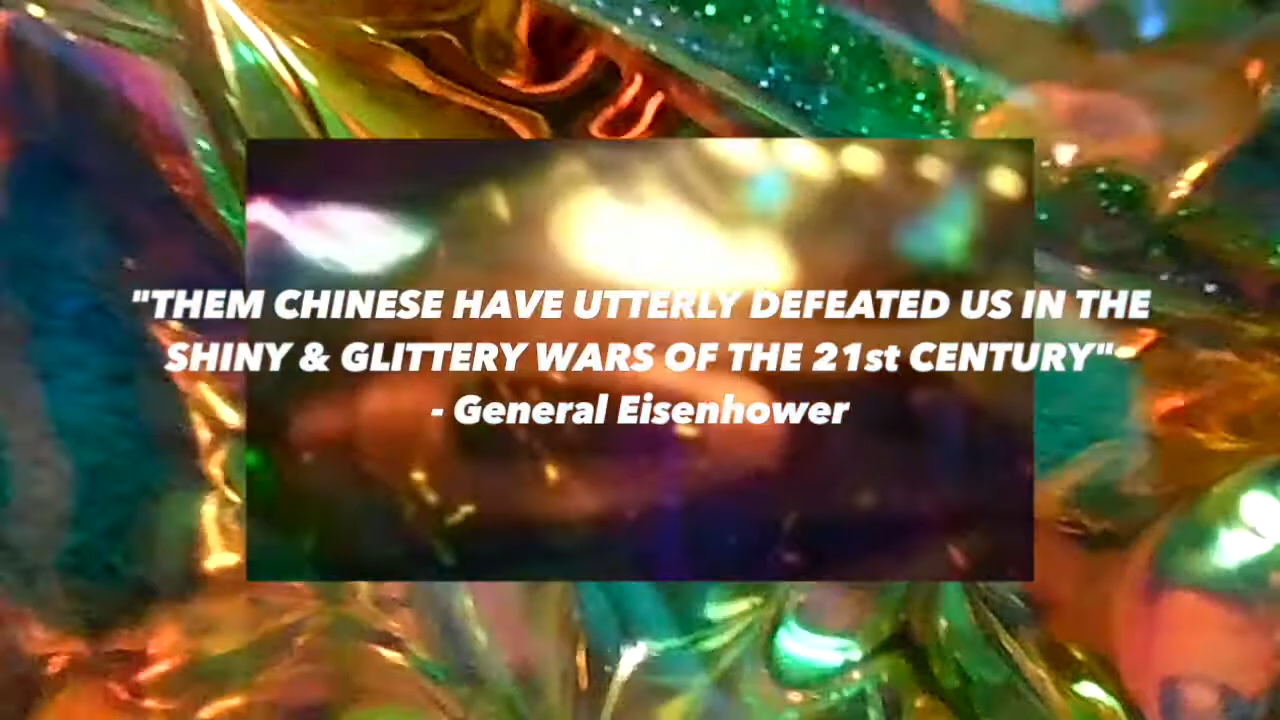 "THEM CHINESE HAVE UTTERLY DEFEATED US IN THE
SHINY & GLITTERY WARS OF THE 21st CENTURY"
- General Eisenhower